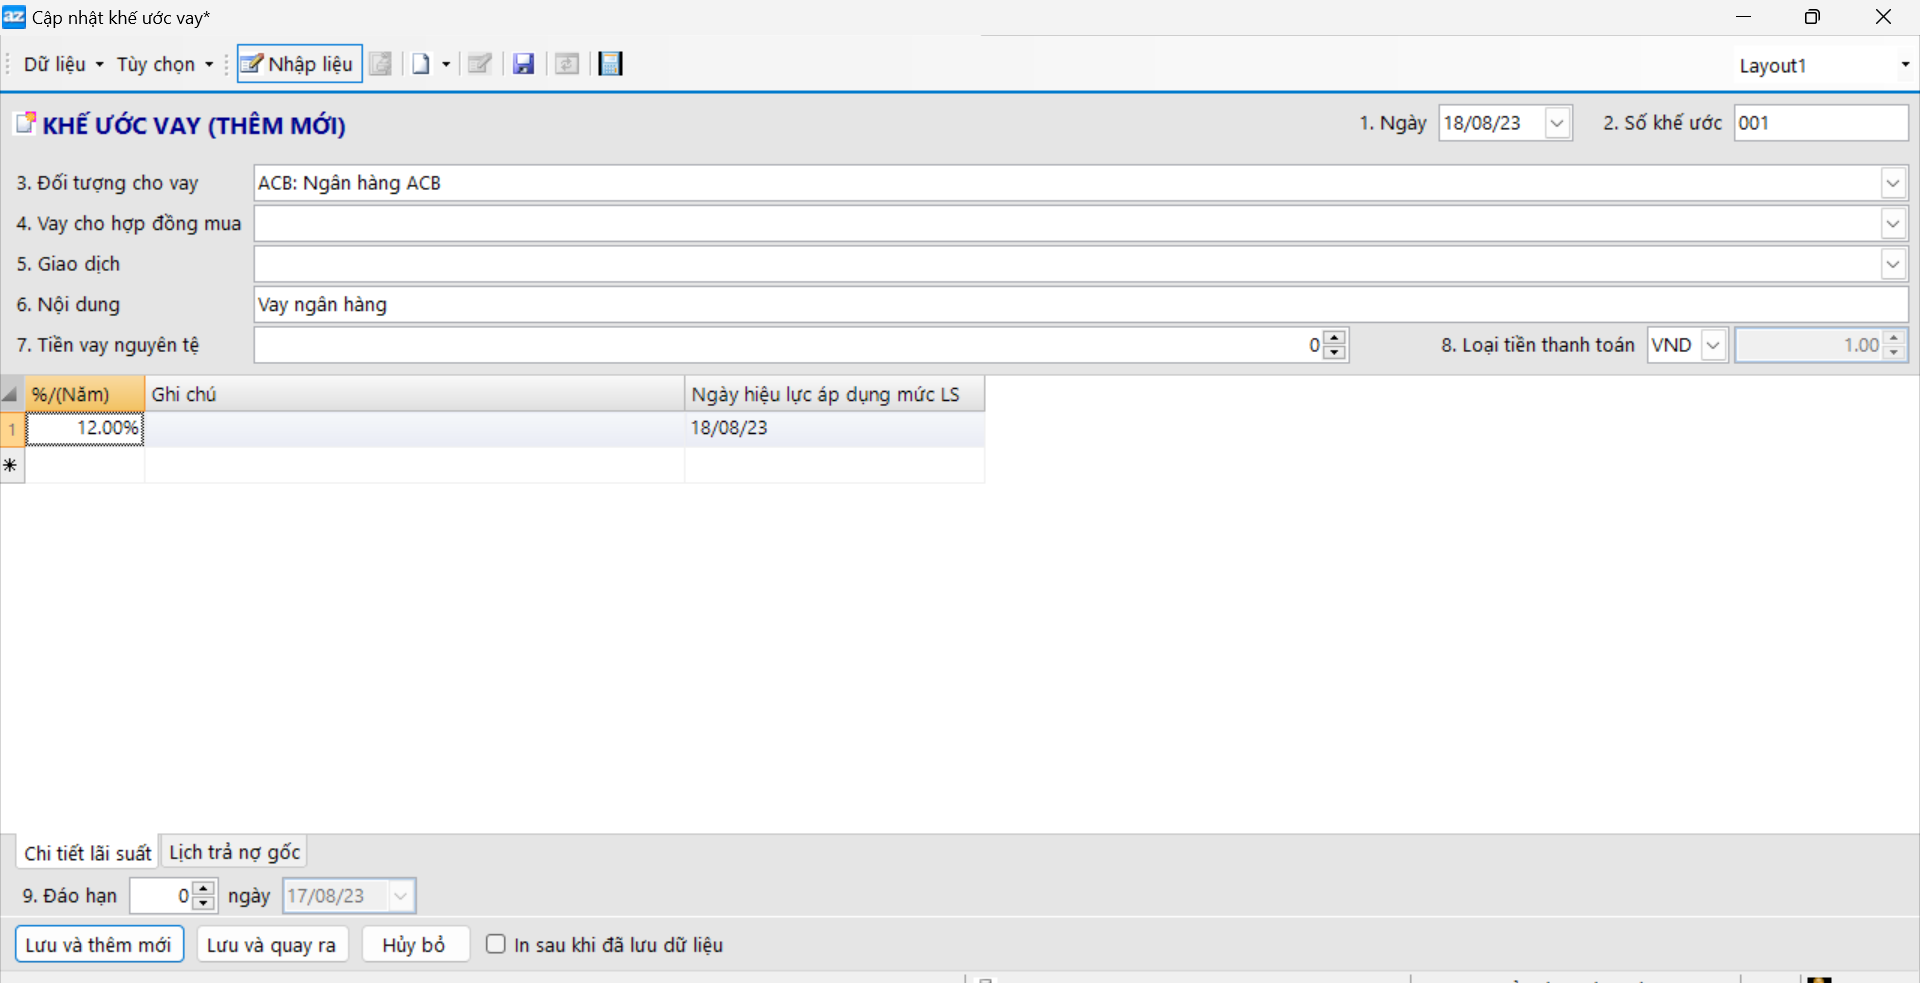 az Cập nhật khế ước vay*
Dữ liệu Tùy chọn Nhập liệu Layout1
KHẾ ƯỚC VAY (THÊM MỚI) 1. Ngày 18/08/23 2. Số khế ước 001
3. Đối tượng cho vay ACB: Ngân hàng ACB
4. Vay cho hợp đồng mua
5. Giao dịch
6. Nội dung Vay ngân hàng
7. Tiền vay nguyên tệ 0 8. Loại tiền thanh toán VND 1.00
%/(Năm) Ghi chú Ngày hiệu lực áp dụng mức LS
1 12.00% 18/08/23
Chi tiết lãi suất Lịch trả nợ gốc
9. Đáo hạn 0 ngày 17/08/23
Lưu và thêm mới Lưu và quay ra Hủy bỏ In sau khi đã lưu dữ liệu